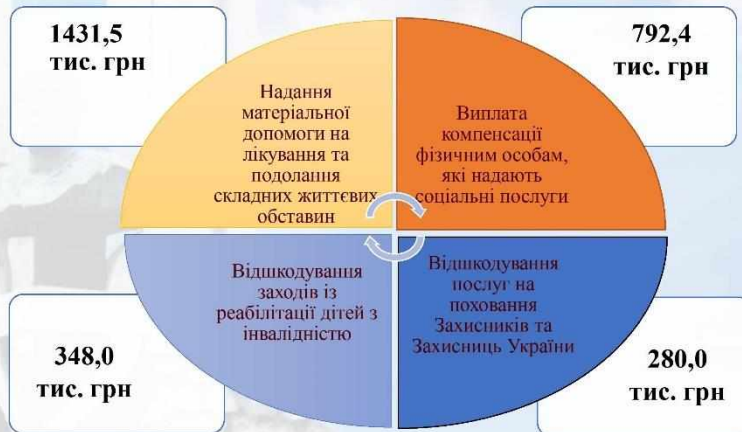 1431,5
тис. грн
792,4
тис. грн
Надання
матеріальної
допомоги на
лікування та
подолання
складних життєвих
обставин
Виплата
компенсації
фізичним особам,
які надають
соціальні послуги
Відшкодування
заходів із
реабілітації дітей з
інвалідністю
Відшкодування
послуг на
поховання
Захисників та
Захисниць України
348,0
тис. грн
280,0
тис. грн